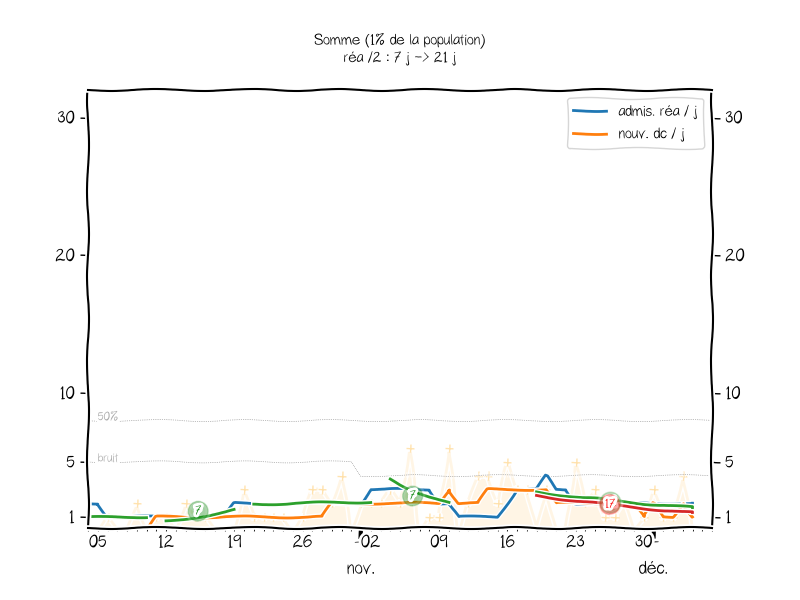 Somme (1% de la population)
réa /2 : 7 j -> 21 j
admis. réa / j
nouv. dc / j
30
30
20
20
10
10
50%
5
bruit
5
1
1
7
7
17
05 12 19 26 02 09 16 23 30
nov. déc.